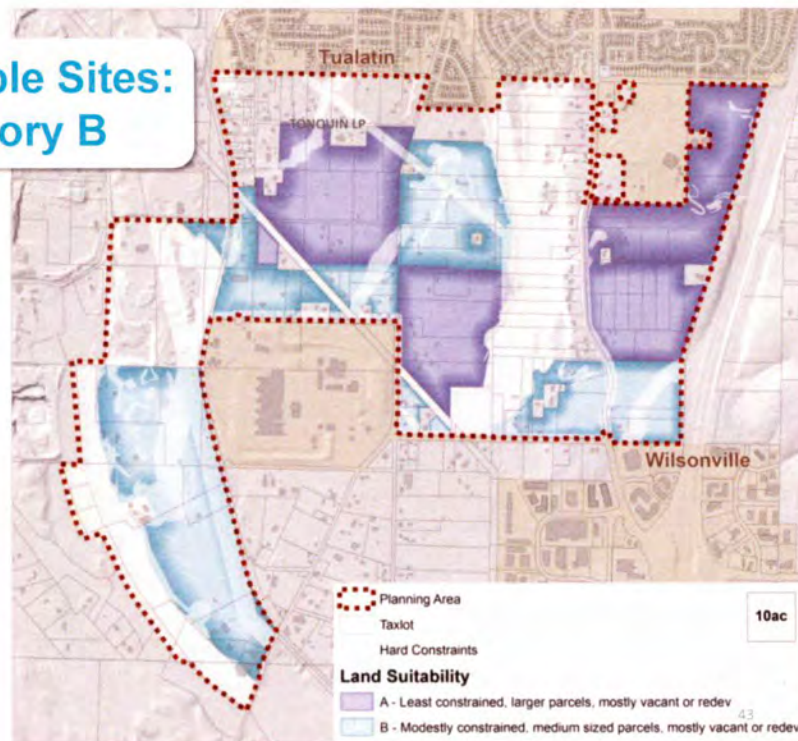 ple Sites:
ory B
Tualatin
TONQUIN LP
Wilsonville
Planning Area
Taxlot
Hard Constraints
10ac
Land Suitability
A - Least constrained, larger parcels, mostly vacant or redev
43
B - Modestly constrained, medium sized parcels, mostly vacant or redev